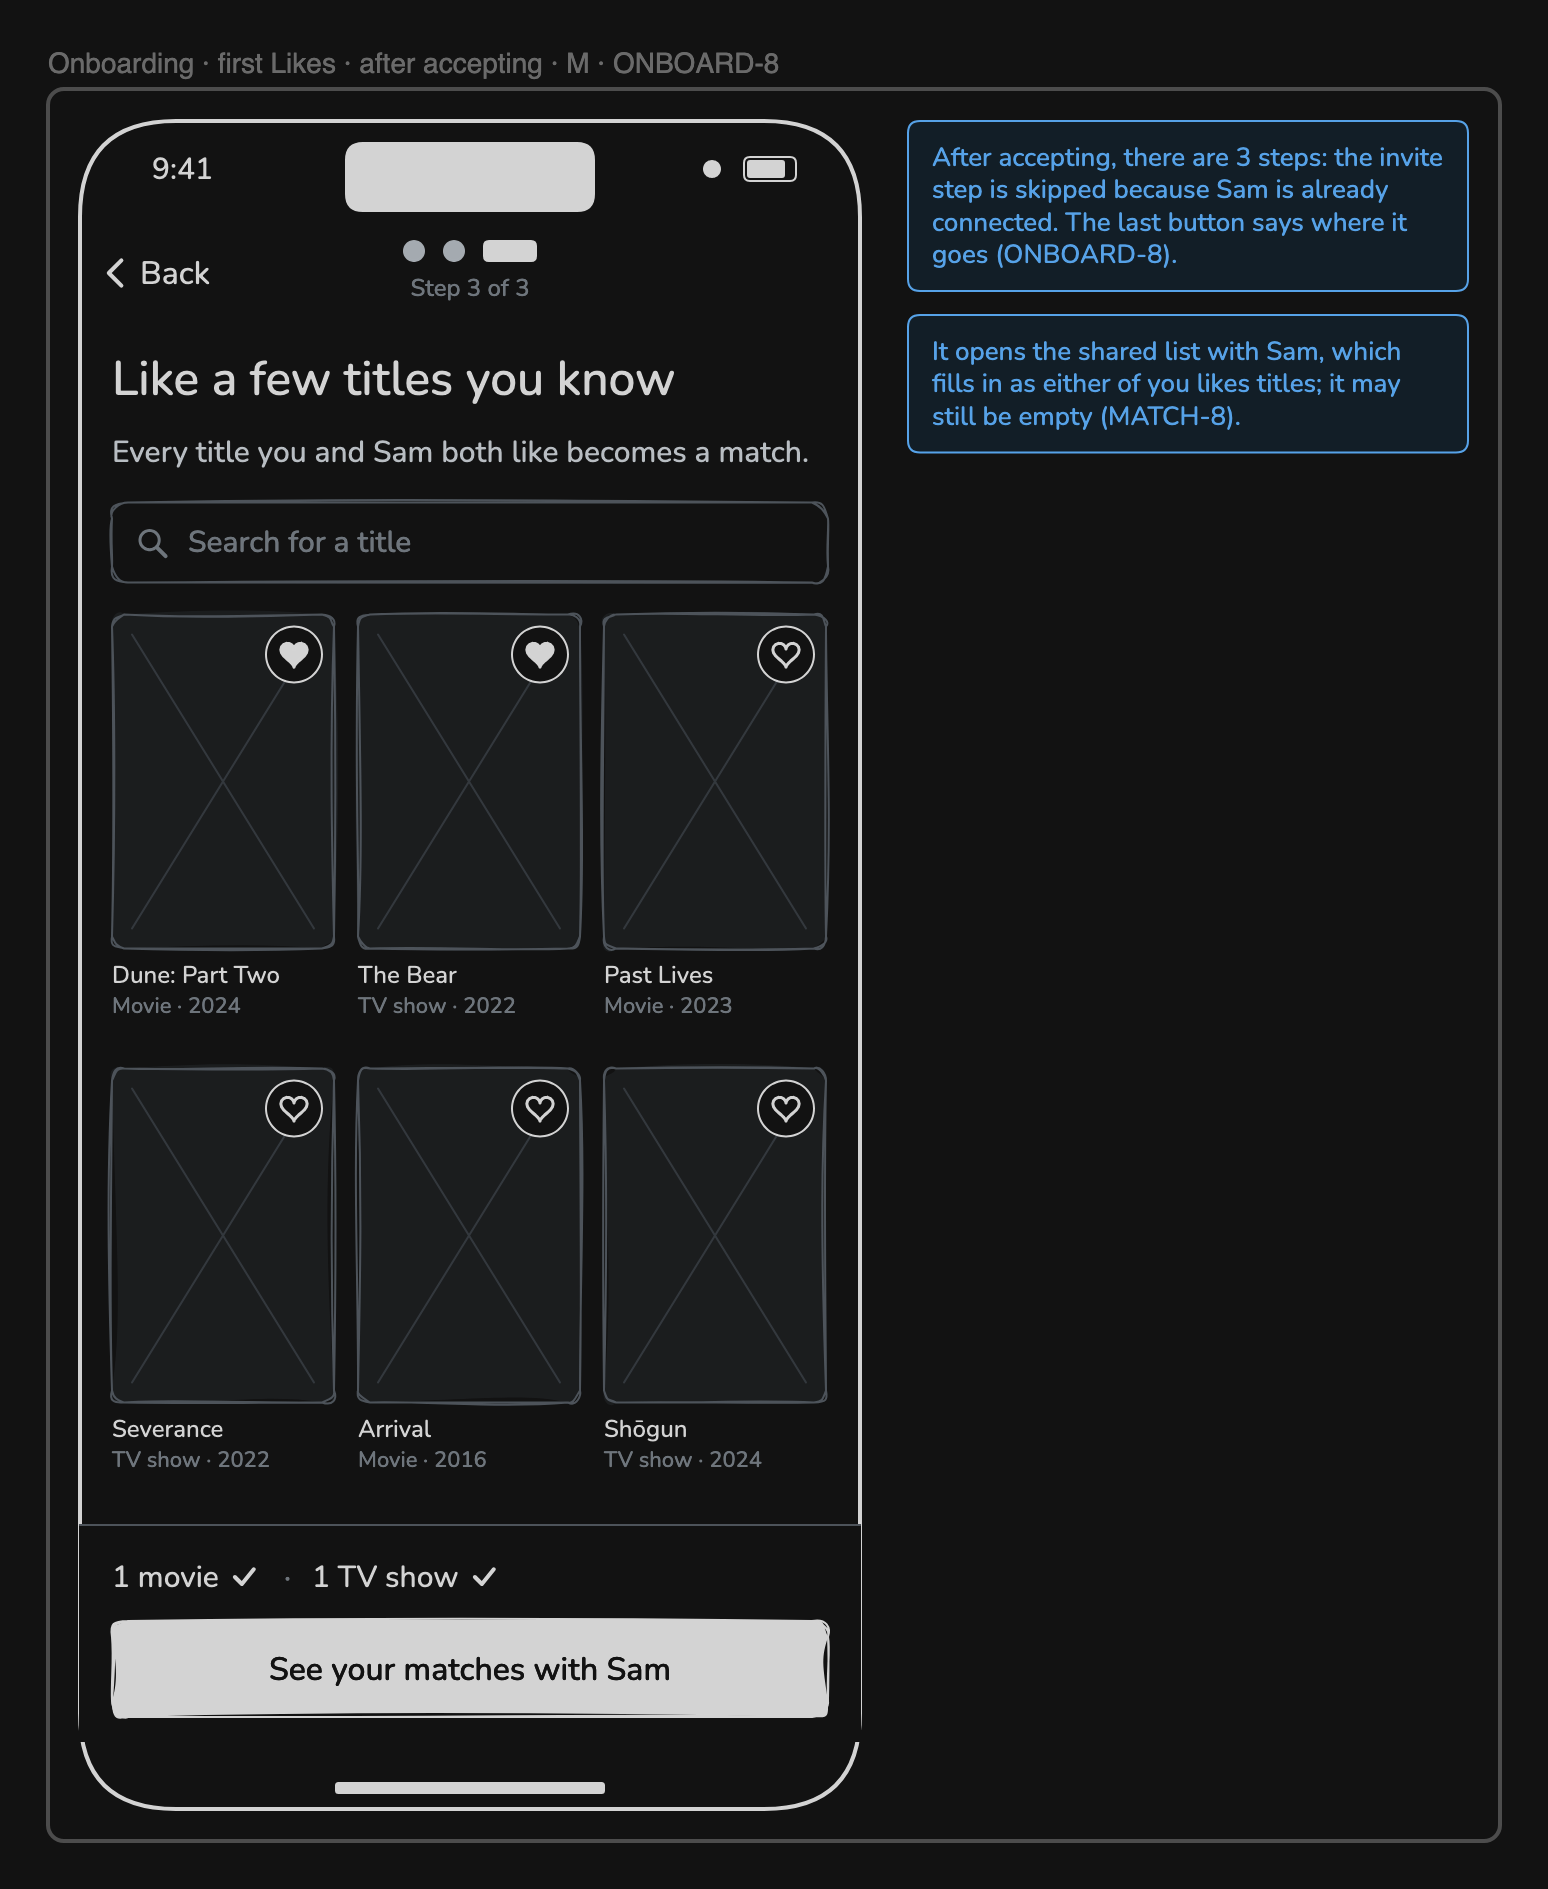 Onboarding · first Likes · after accepting · M · ONBOARD-8
9:41
Back
Step 3 of 3
Like a few titles you know
Every title you and Sam both like becomes a match.
Search for a title
Dune: Part Two
Movie · 2024
The Bear
TV show · 2022
Past Lives
Movie · 2023
Severance
TV show · 2022
Arrival
Movie · 2016
Shōgun
TV show · 2024
1 movie ✓ · 1 TV show ✓
See your matches with Sam
After accepting, there are 3 steps: the invite
step is skipped because Sam is already
connected. The last button says where it
goes (ONBOARD-8).
It opens the shared list with Sam, which
fills in as either of you likes titles; it may
still be empty (MATCH-8).